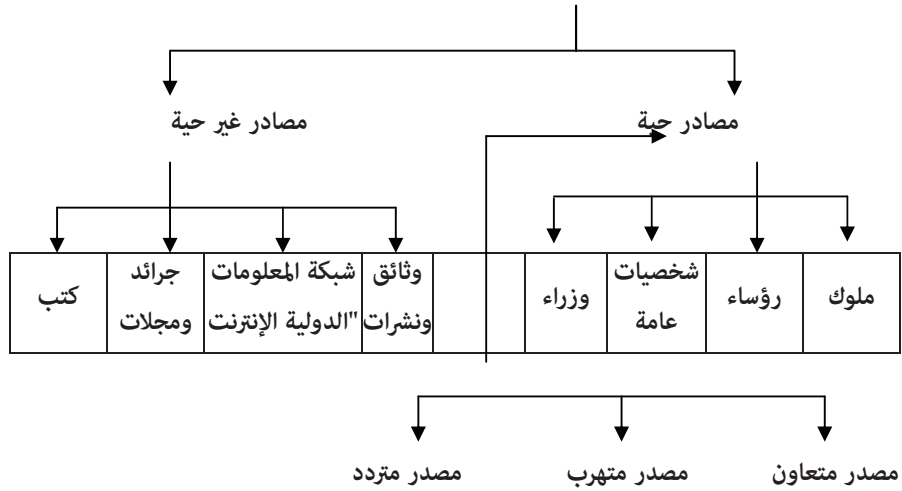 مصادر حية
مصادر غير حية
ملوك
رؤساء
شخصيات
عامة
وزراء
وثائق
ونشرات
شبكة المعلومات
الدولية الإنترنت"
جرائد
ومجلات
كتب
مصدر متعاون
مصدر متهرب
مصدر متردد